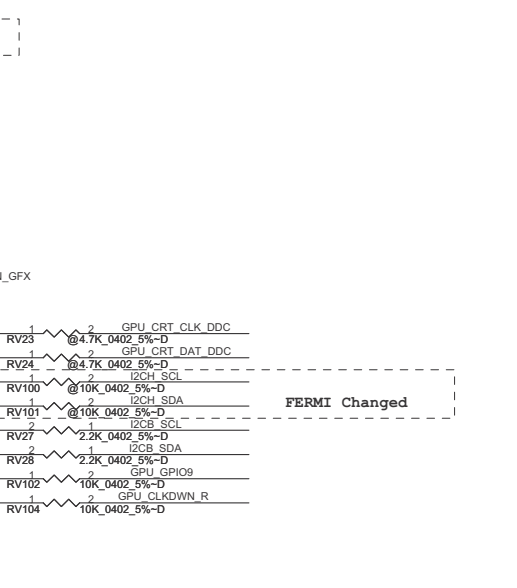 _GFX
1 2 GPU_CRT_CLK_DDC
RV23 @4.7K_0402_5%~D
1 2 GPU_CRT_DAT_DDC
RV24 @4.7K_0402_5%~D
1 2 I2CH_SCL
RV100 @10K_0402_5%~D
1 2 I2CH_SDA
RV101 @10K_0402_5%~D
FERMI Changed
2 1 I2CB_SCL
RV27 2.2K_0402_5%~D
2 1 I2CB_SDA
RV28 2.2K_0402_5%~D
1 2 GPU_GPIO9
RV102 10K_0402_5%~D
1 2 GPU_CLKDWN_R
RV104 10K_0402_5%~D